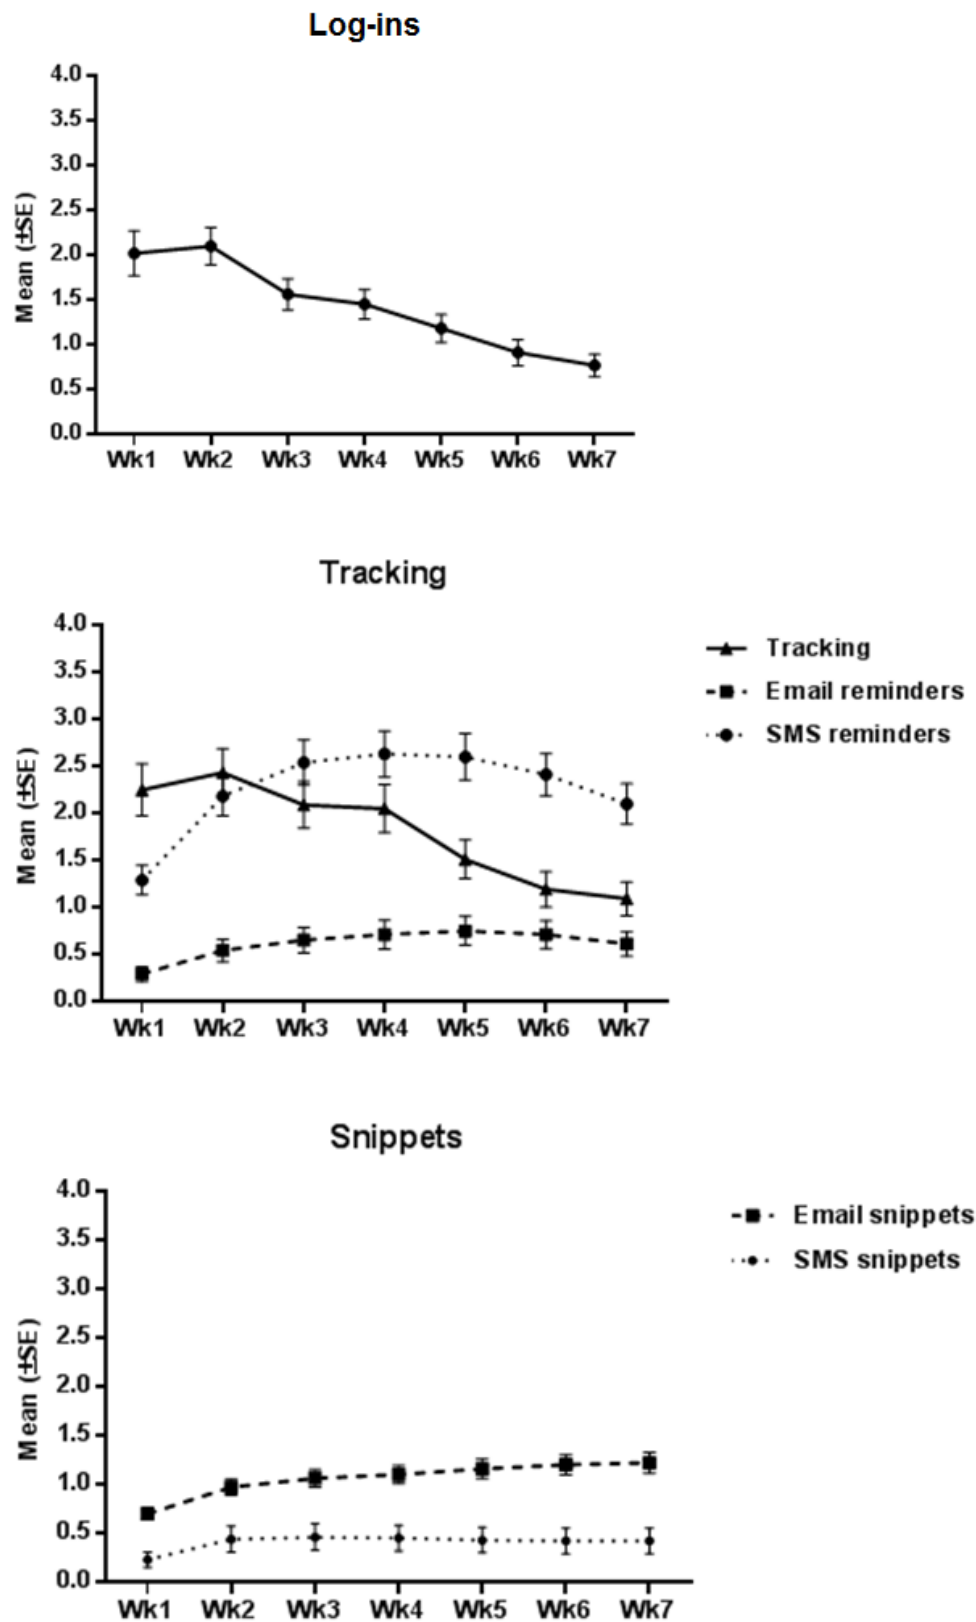 Log-ins
4.0
3.5
3.0
2.5
2.0
1.5
1.0
0.5
0.0
Mean (±SE)
Wk1 Wk2 Wk3 Wk4 Wk5 Wk6 Wk7
Tracking
4.0
3.5
3.0
2.5
2.0
1.5
1.0
0.5
0.0
Mean (±SE)
Wk1 Wk2 Wk3 Wk4 Wk5 Wk6 Wk7
Tracking
Email reminders
SMS reminders
Snippets
4.0
3.5
3.0
2.5
2.0
1.5
1.0
0.5
0.0
Mean (±SE)
Wk1 Wk2 Wk3 Wk4 Wk5 Wk6 Wk7
Email snippets
SMS snippets